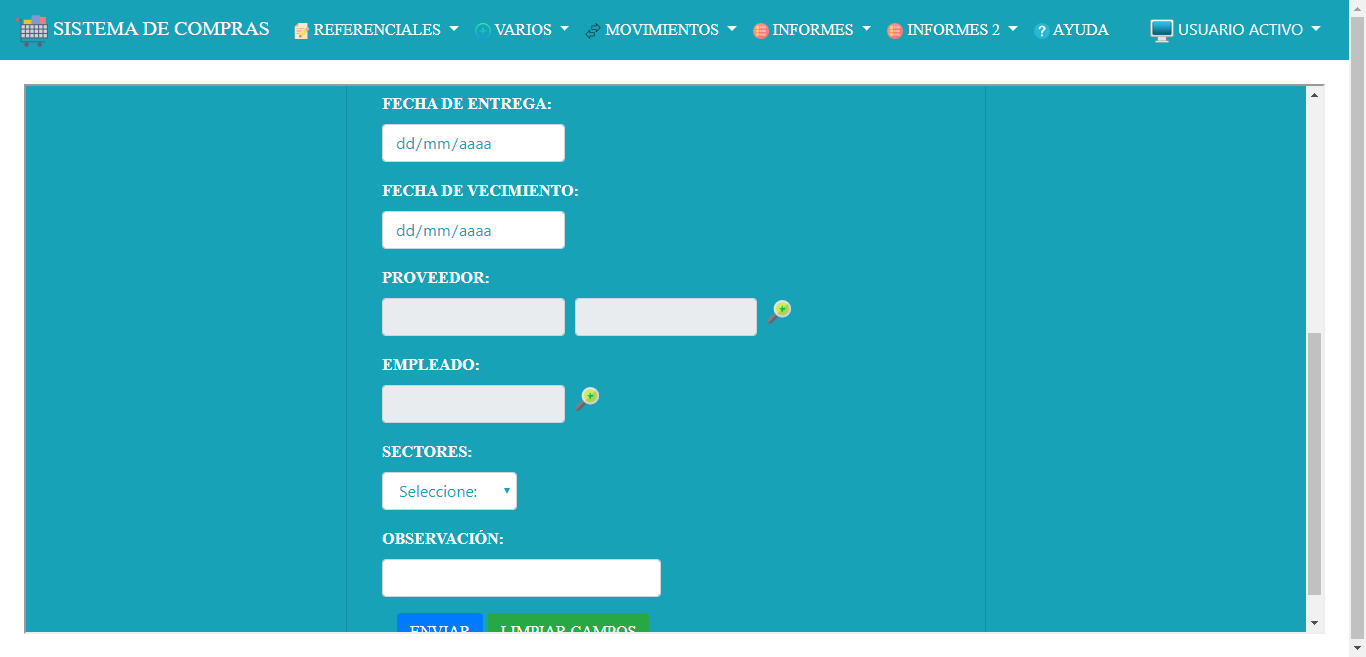 SISTEMA DE COMPRAS REFERENCIALES VARIOS MOVIMIENTOS INFORMES INFORMES 2 ? AYUDA USUARIO ACTIVO
FECHA DE ENTREGA:
dd/mm/aaaa
FECHA DE VECIMIENTO:
dd/mm/aaaa
PROVEEDOR:
EMPLEADO:
SECTORES:
Seleccione:
OBSERVACIÓN:
ENVIAR LIMPIAR CAMPOS